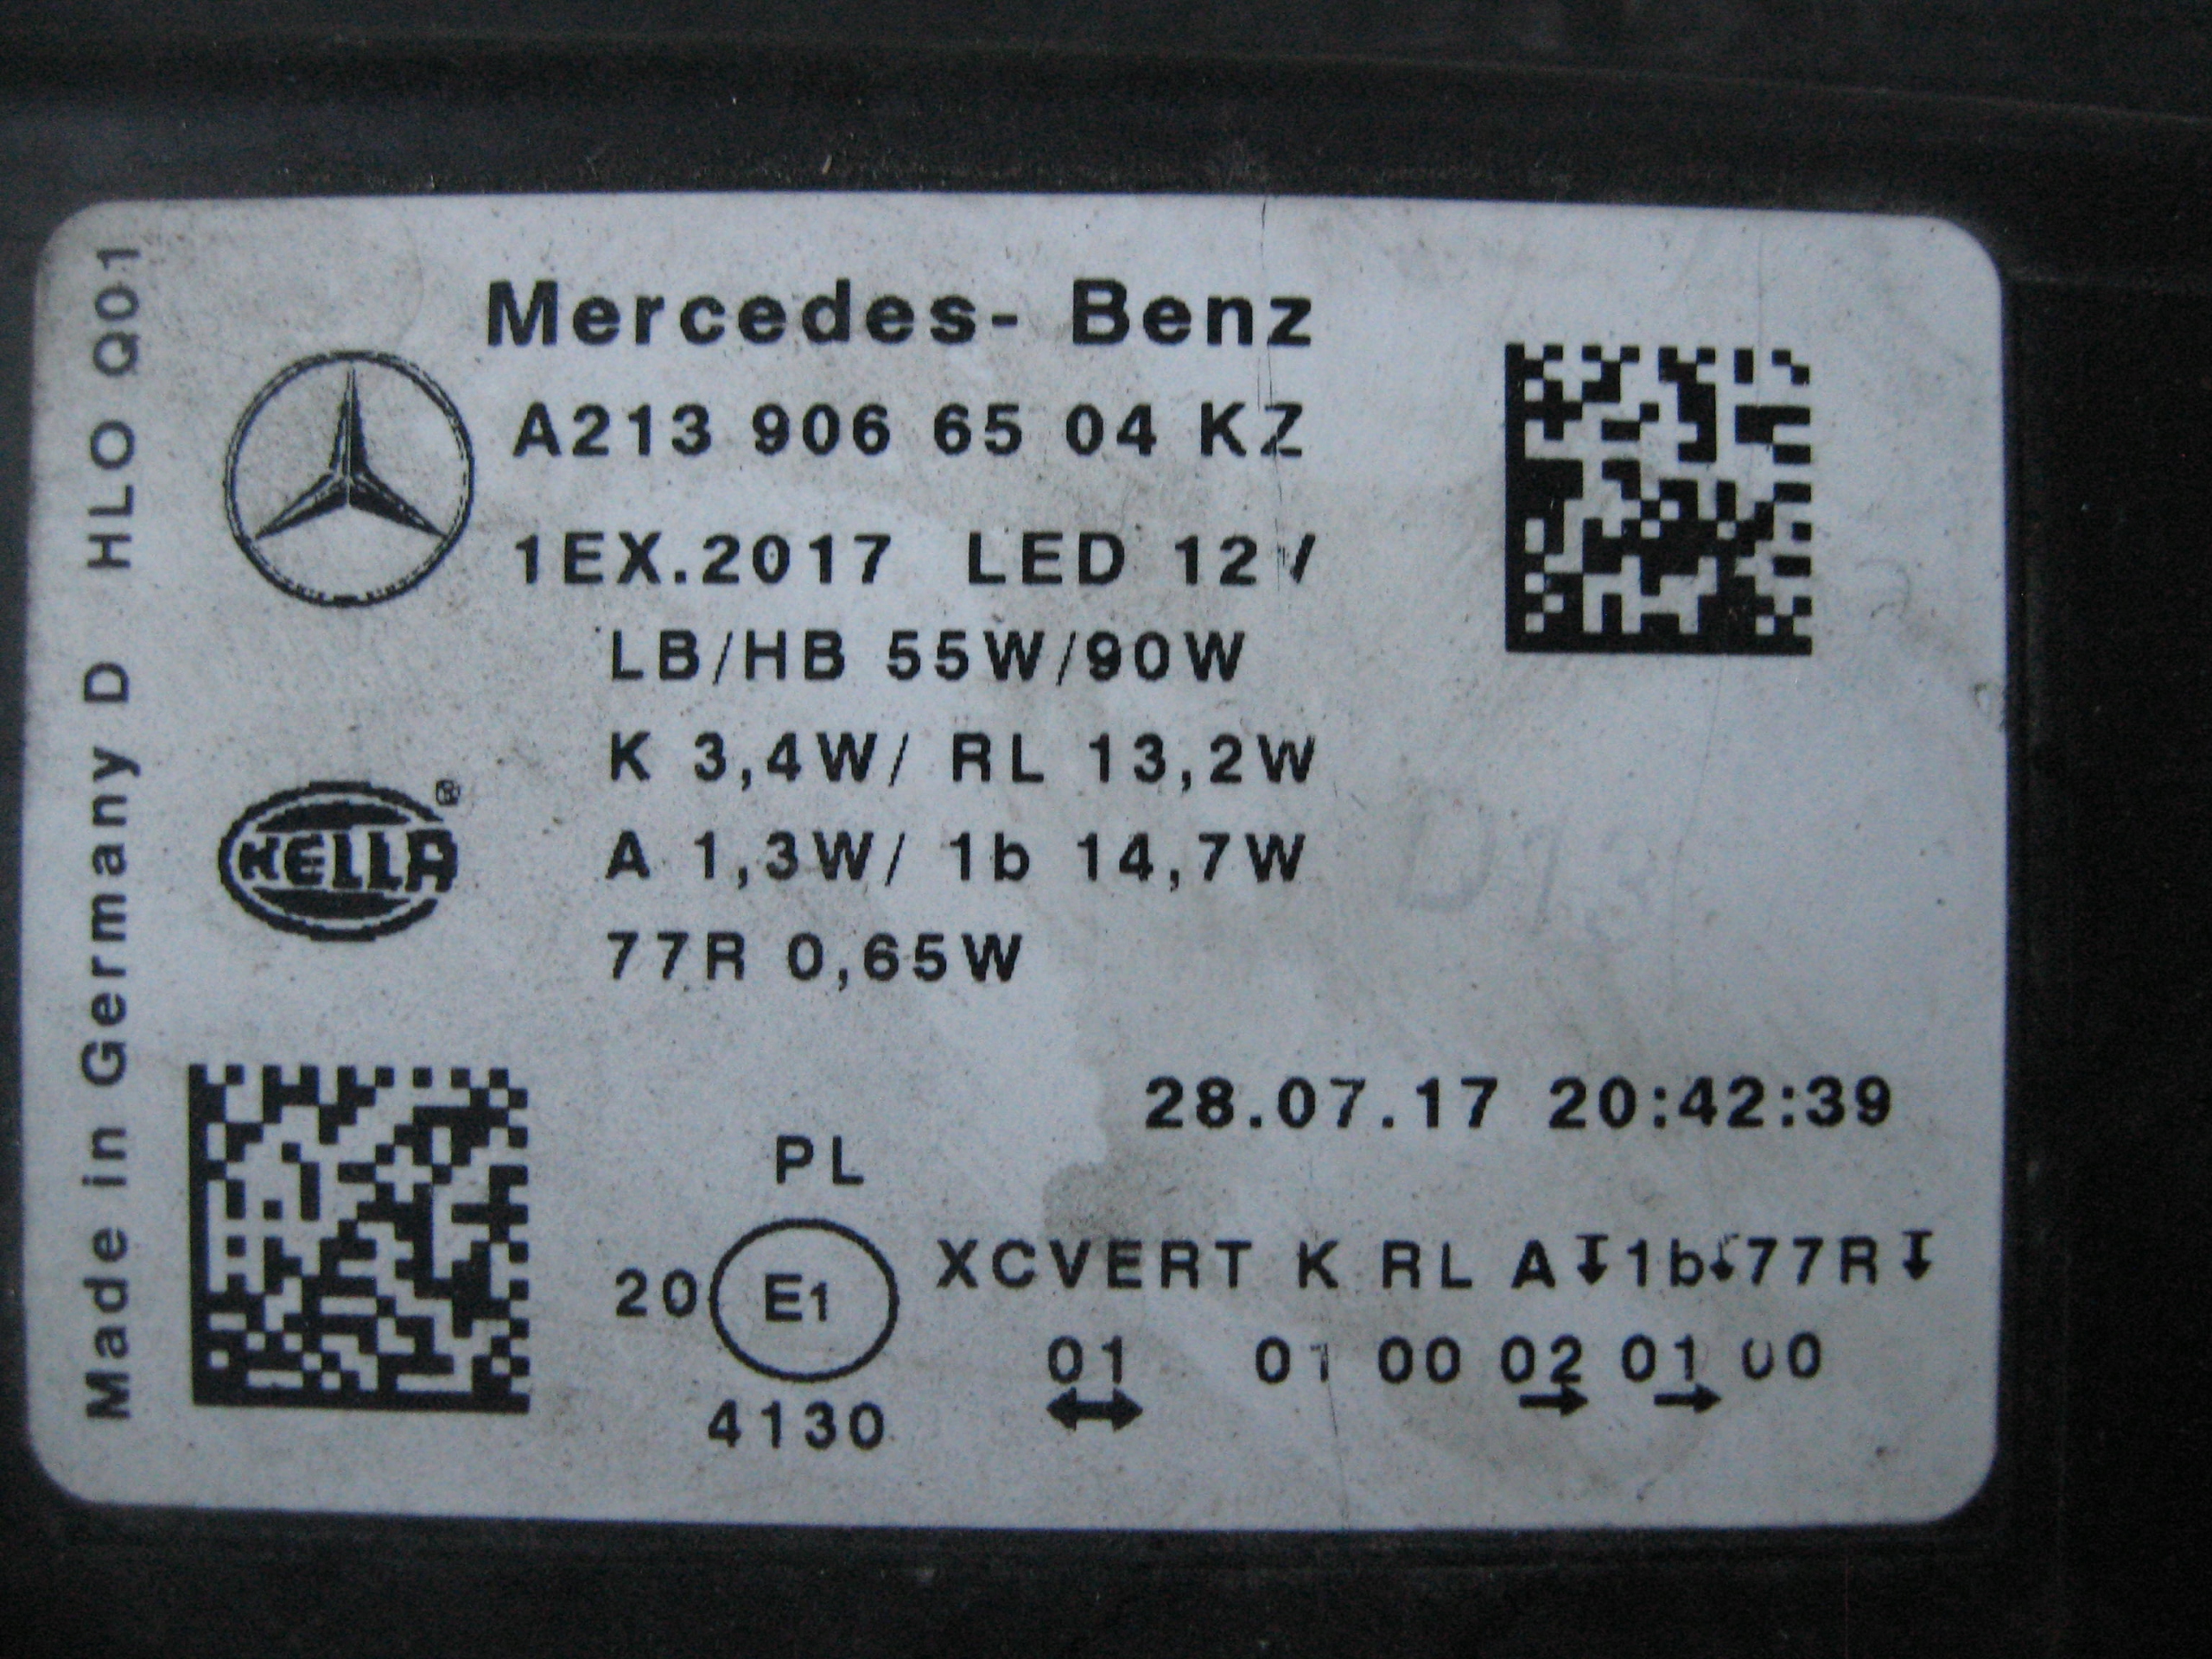 Made in Germany D HLO Q01
Mercedes- Benz
A213 906 65 04 KZ
1EX.2017 LED 12V
LB/HB 55W/90W
K 3,4W/ RL 13,2W
HELLA®
A 1,3W/ 1b 14,7W
77R 0,65W
D13
28.07.17 20:42:39
PL
20 E1 XCVERT K RL A↧1b↓77R↧
01 01 00 02 01 00
↔ → →
4130